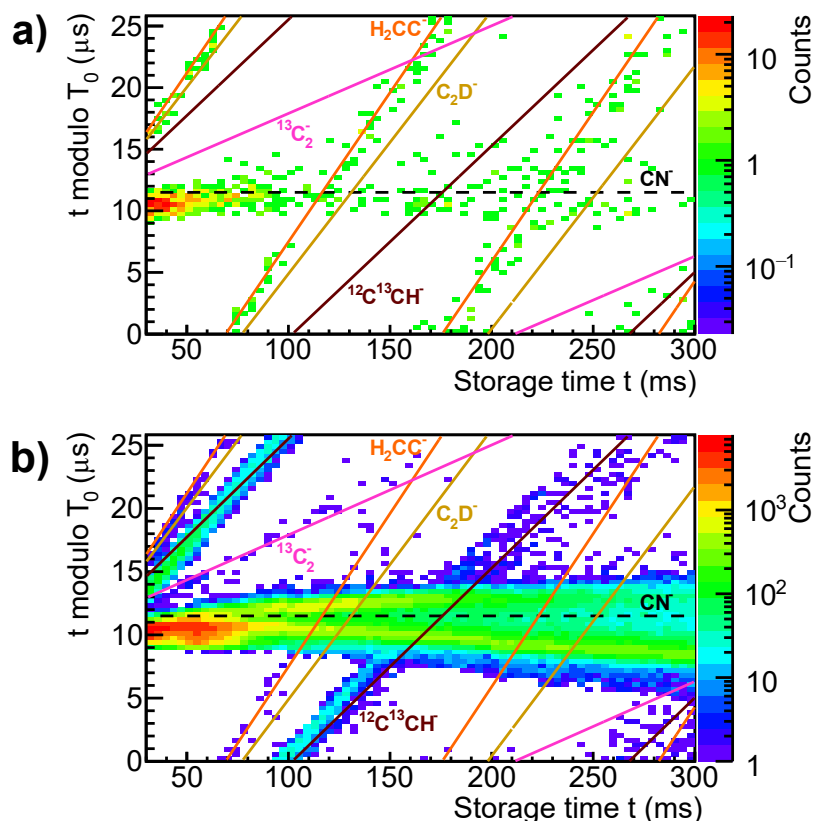 a)
t modulo T₀ (μs)
25
20
15
10
5
0
50 100 150 200 250 300
Storage time t (ms)
H₂CC⁻
C₂D⁻
¹³C₂⁻
CN⁻
¹²C¹³CH⁻
Counts
10
1
10⁻¹
b)
t modulo T₀ (μs)
25
20
15
10
5
0
50 100 150 200 250 300
Storage time t (ms)
H₂CC⁻
C₂D⁻
¹³C₂⁻
CN⁻
¹²C¹³CH⁻
Counts
10³
10²
10
1